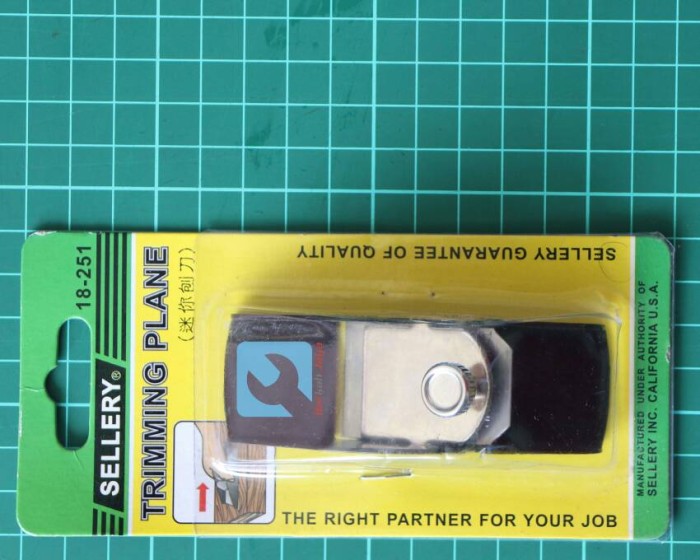 18-251
SELLERY®
TRIMMING PLANE
(迷你刨刀)
SELLERY GUARANTEE OF QUALITY
THE RIGHT PARTNER FOR YOUR JOB
MANUFACTURED UNDER AUTHORITY OF
SELLERY INC. CALIFORNIA U.S.A.